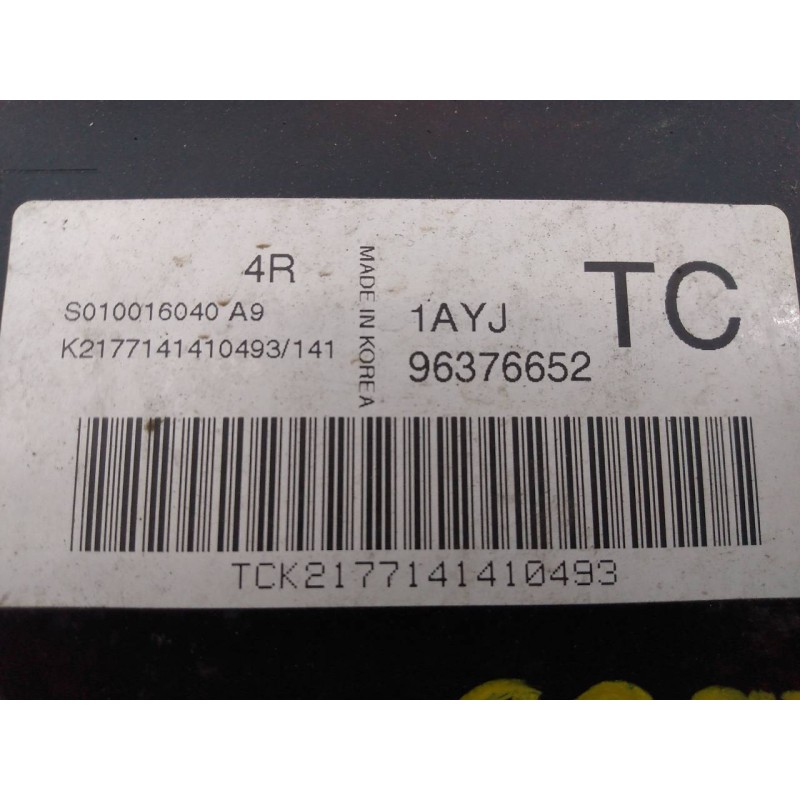 4R
S010016040 A9
K2177141410493/141
MADE IN KOREA
1AYJ
96376652
TC
TCK2177141410493